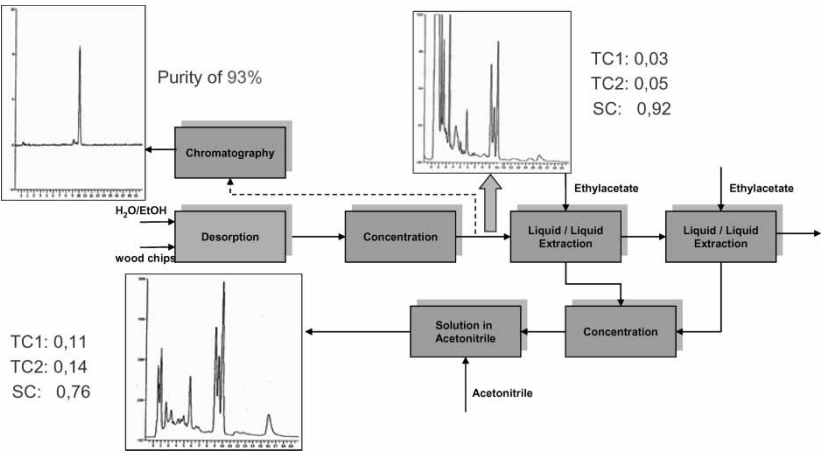 Purity of 93%
TC1: 0,03
TC2: 0,05
SC: 0,92
Chromatography
Ethylacetate
Ethylacetate
H₂O/EtOH
Desorption
Concentration
Liquid / Liquid
Extraction
Liquid / Liquid
Extraction
wood chips
TC1: 0,11
TC2: 0,14
SC: 0,76
Solution in
Acetonitrile
Concentration
Acetonitrile